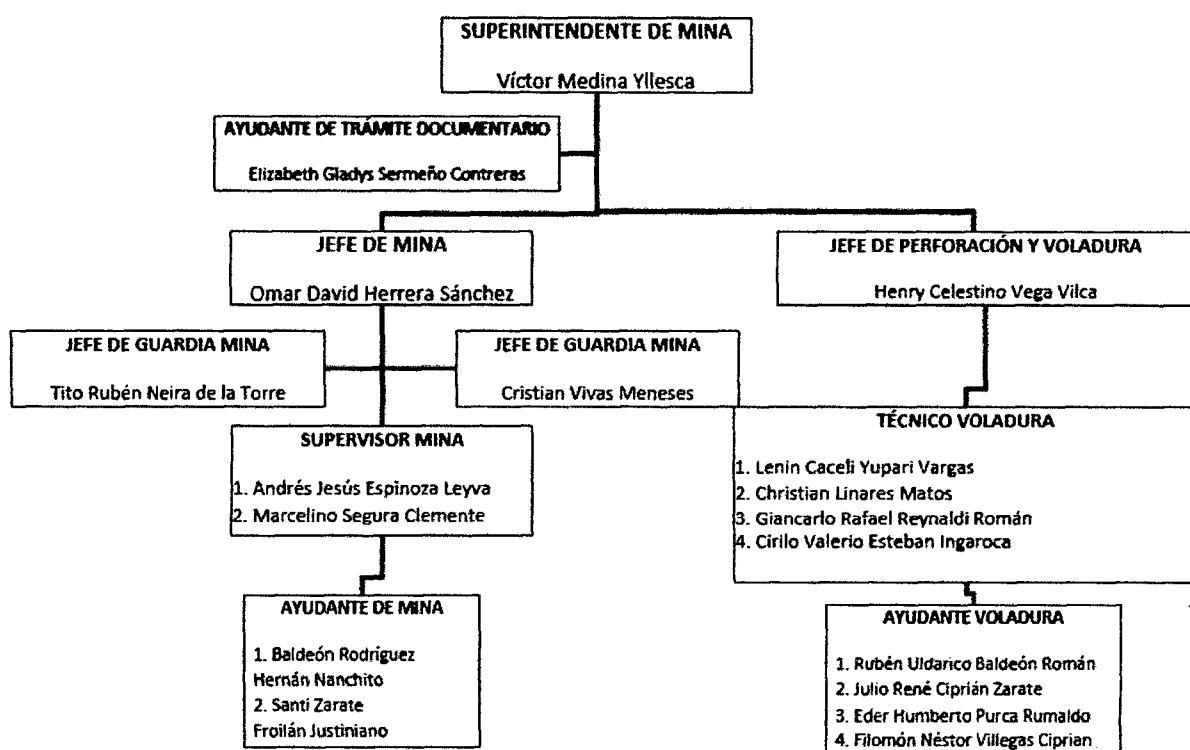 SUPERINTENDENTE DE MINA
Víctor Medina Yllesca
AYUDANTE DE TRÁMITE DOCUMENTARIO
Elizabeth Gladys Sermeño Contreras
JEFE DE MINA
Omar David Herrera Sánchez
JEFE DE PERFORACIÓN Y VOLADURA
Henry Celestino Vega Vilca
JEFE DE GUARDIA MINA
Tito Rubén Neira de la Torre
JEFE DE GUARDIA MINA
Cristian Vivas Meneses
SUPERVISOR MINA
1. Andrés Jesús Espinoza Leyva
2. Marcelino Segura Clemente
TÉCNICO VOLADURA
1. Lenin Caceli Yupari Vargas
2. Christian Linares Matos
3. Giancarlo Rafael Reynaldi Román
4. Cirilo Valerio Esteban Ingaroca
AYUDANTE DE MINA
1. Baldeón Rodríguez
Hernán Nanchito
2. Santi Zarate
Froilán Justiniano
AYUDANTE VOLADURA
1. Rubén Uldarico Baldeón Román
2. Julio René Ciprián Zarate
3. Eder Humberto Purca Rumaldo
4. Filomón Néstor Villegas Ciprian